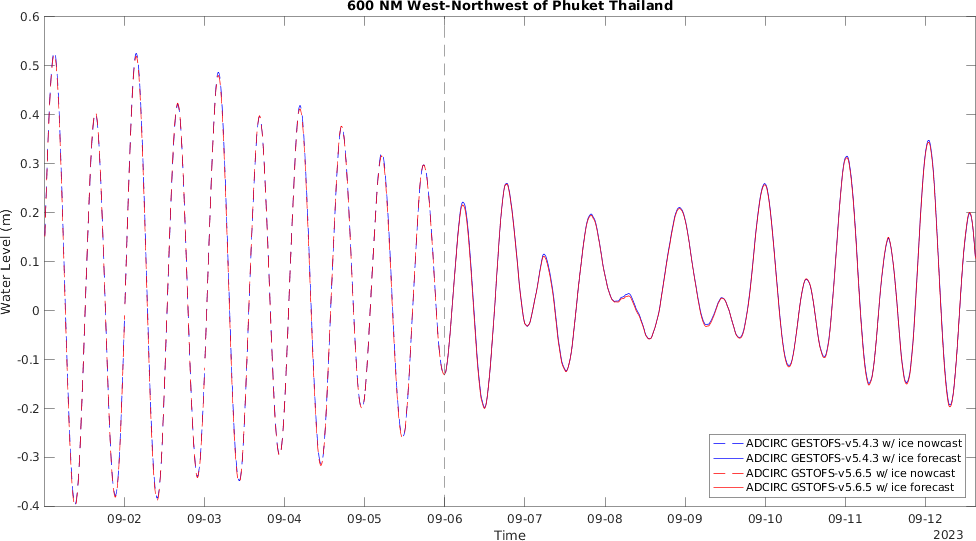 600 NM West-Northwest of Phuket Thailand
Water Level (m)
0.6
0.5
0.4
0.3
0.2
0.1
0
-0.1
-0.2
-0.3
-0.4
09-02 09-03 09-04 09-05 09-06 09-07 09-08 09-09 09-10 09-11 09-12
2023
Time
ADCIRC GESTOFS-v5.4.3 w/ ice nowcast
ADCIRC GESTOFS-v5.4.3 w/ ice forecast
ADCIRC GSTOFS-v5.6.5 w/ ice nowcast
ADCIRC GSTOFS-v5.6.5 w/ ice forecast